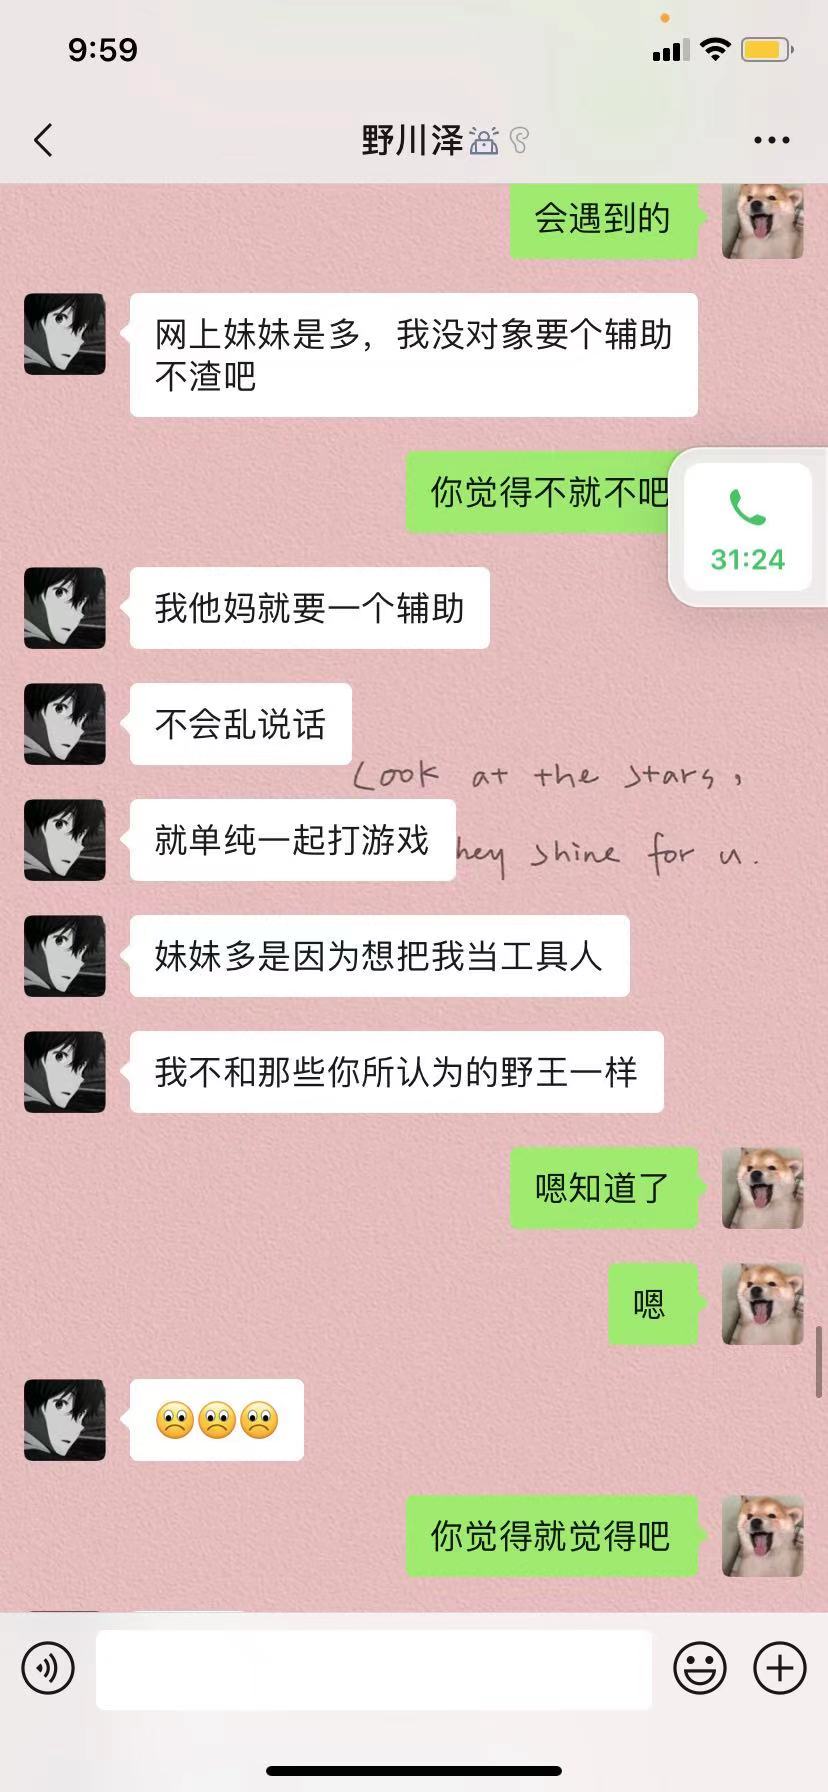 9:59
野川泽
会遇到的
网上妹妹是多，我没对象要个辅助
不渣吧
你觉得不就不吧
31:24
我他妈就要一个辅助
不会乱说话
Look at the stars,
就单纯一起打游戏
hey shine for u.
妹妹多是因为想把我当工具人
我不和那些你所认为的野王一样
嗯知道了
嗯
你觉得就觉得吧